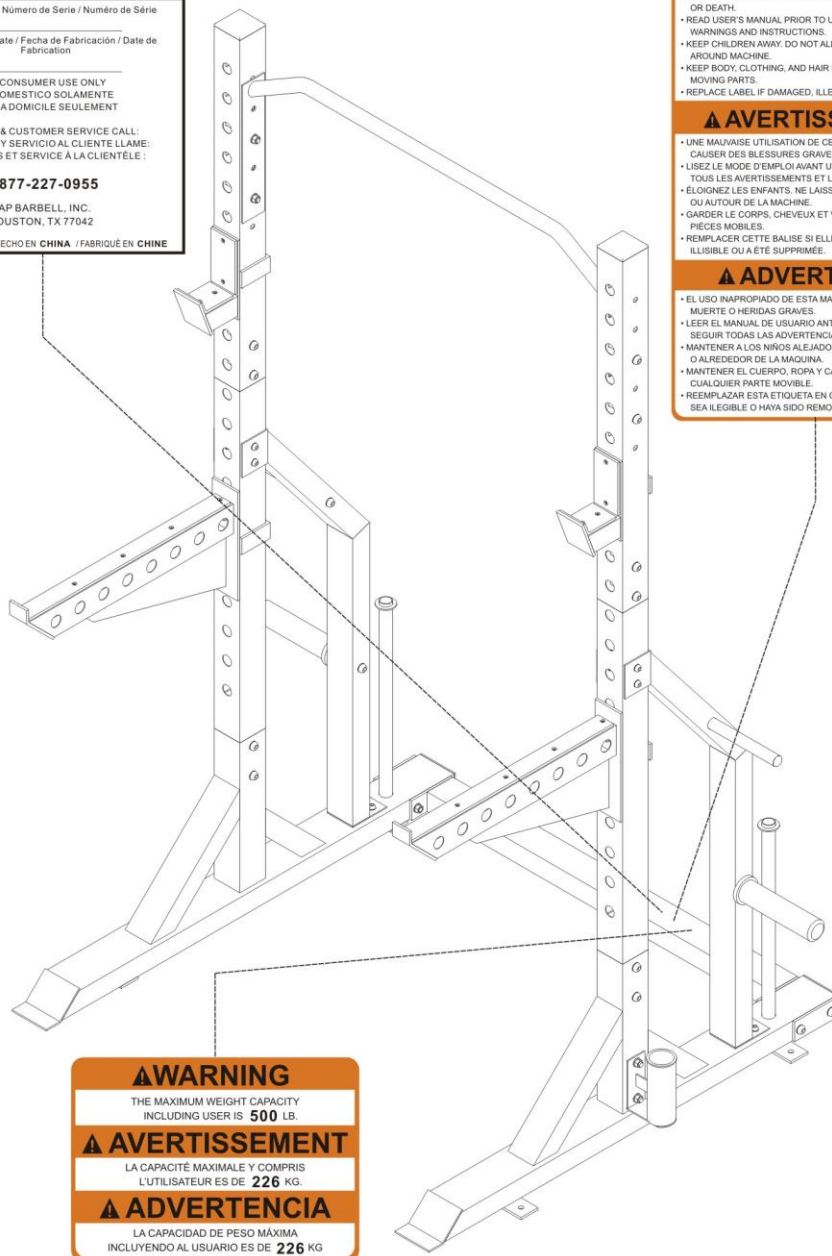 Número de Serie / Numéro de Série
ate / Fecha de Fabricación / Date de
Fabrication
CONSUMER USE ONLY
OMESTICO SOLAMENTE
A DOMICILE SEULEMENT
& CUSTOMER SERVICE CALL:
Y SERVICIO AL CLIENTE LLAME:
S ET SERVICE À LA CLIENTÈLE :
877-227-0955
AP BARBELL, INC.
OUSTON, TX 77042
ECHO EN CHINA / FABRIQUÉ EN CHINE
OR DEATH.
• READ USER'S MANUAL PRIOR TO U
WARNINGS AND INSTRUCTIONS.
• KEEP CHILDREN AWAY. DO NOT AL
AROUND MACHINE.
• KEEP BODY, CLOTHING, AND HAIR
MOVING PARTS.
• REPLACE LABEL IF DAMAGED, ILLE
AVERTISS
• UNE MAUVAISE UTILISATION DE CE
CAUSER DES BLESSURES GRAVE
• LISEZ LE MODE D'EMPLOI AVANT U
TOUS LES AVERTISSEMENTS ET L
• ÉLOIGNEZ LES ENFANTS. NE LAISS
OU AUTOUR DE LA MACHINE.
• GARDER LE CORPS, CHEVEUX ET
PIÈCES MOBILES.
• REMPLACER CETTE BALISE SI ELL
ILLISIBLE OU A ÉTÉ SUPPRIMÉE.
ADVERT
• EL USO INAPROPIADO DE ESTA MA
MUERTE O HERIDAS GRAVES.
• LEER EL MANUAL DE USUARIO ANT
SEGUIR TODAS LAS ADVERTENCIA
• MANTENER A LOS NIÑOS ALEJADO
O ALREDEDOR DE LA MAQUINA.
• MANTENER EL CUERPO, ROPA Y CA
CUALQUIER PARTE MOVIBLE.
• REEMPLAZAR ESTA ETIQUETA EN C
SEA ILEGIBLE O HAYA SIDO REMO
WARNING
THE MAXIMUM WEIGHT CAPACITY
INCLUDING USER IS 500 LB.
AVERTISSEMENT
LA CAPACITÉ MAXIMALE Y COMPRIS
L'UTILISATEUR ES DE 226 KG.
ADVERTENCIA
LA CAPACIDAD DE PESO MÁXIMA
INCLUYENDO AL USUARIO ES DE 226 KG